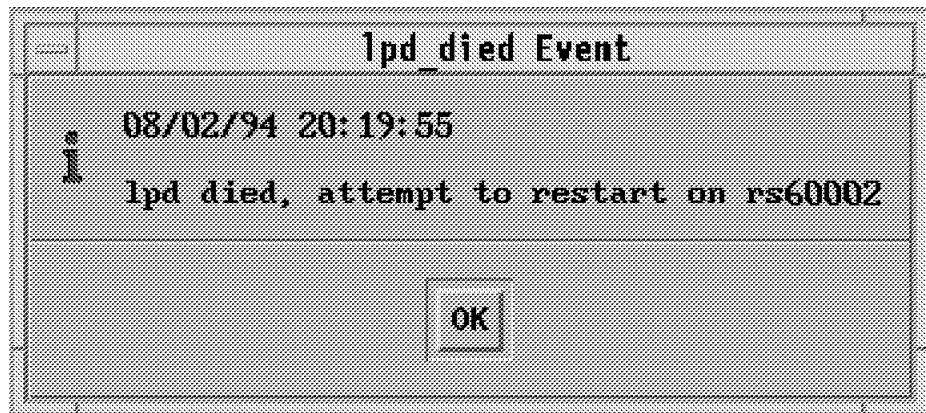 lpd_died Event
08/02/94 20:19:55
lpd died, attempt to restart on rs60002
OK